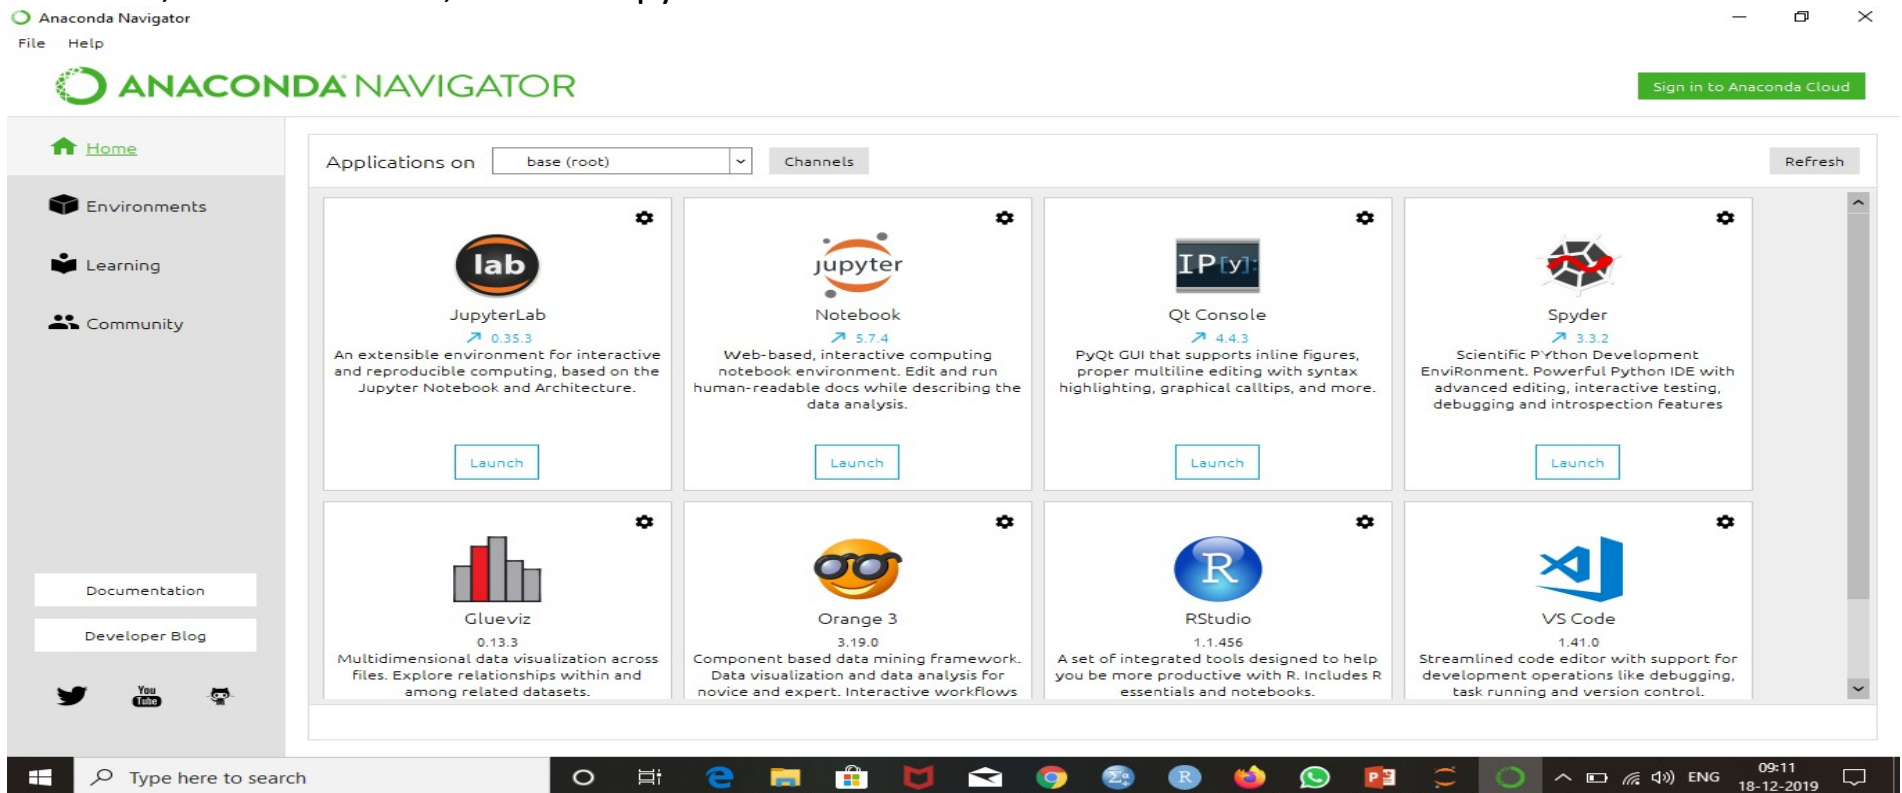 Anaconda Navigator
File Help
ANACONDA NAVIGATOR
Sign in to Anaconda Cloud
Home
Environments
Learning
Community
Documentation
Developer Blog
You
Tube
Applications on base (root) Channels Refresh
lab
JupyterLab
0.35.3
An extensible environment for interactive
and reproducible computing, based on the
Jupyter Notebook and Architecture.
Launch
jupyter
Notebook
5.7.4
Web-based, interactive computing
notebook environment. Edit and run
human-readable docs while describing the
data analysis.
Launch
IP[y]:
Qt Console
4.4.3
PyQt GUI that supports inline figures,
proper multiline editing with syntax
highlighting, graphical calltips, and more.
Launch
Spyder
3.3.2
Scientific PYthon Development
EnviRonment. Powerful Python IDE with
advanced editing, interactive testing,
debugging and introspection features
Launch
Glueviz
0.13.3
Multidimensional data visualization across
files. Explore relationships within and
among related datasets.
Orange 3
3.19.0
Component based data mining framework.
Data visualization and data analysis for
novice and expert. Interactive workflows
R
RStudio
1.1.456
A set of integrated tools designed to help
you be more productive with R. Includes R
essentials and notebooks.
VS Code
1.41.0
Streamlined code editor with support for
development operations like debugging,
task running and version control.
Type here to search
R
ENG
09:11
18-12-2019